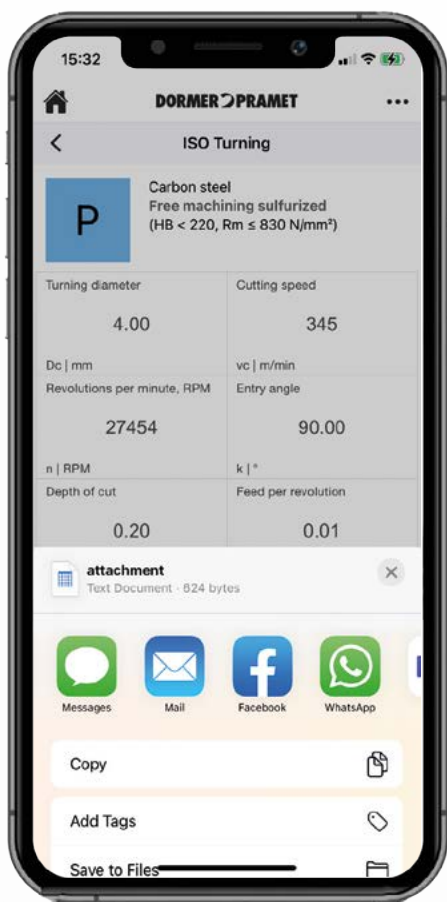 15:32
DORMER PRAMET
ISO Turning
P
Carbon steel
Free machining sulfurized
(HB < 220, Rm ≤ 830 N/mm²)
Turning diameter
Cutting speed
4.00
345
Dc | mm
vc | m/min
Revolutions per minute, RPM
Entry angle
27454
90.00
n | RPM
k | °
Depth of cut
Feed per revolution
0.20
0.01
attachment
Text Document · 624 bytes
Messages
Mail
Facebook
WhatsApp
Copy
Add Tags
Save to Files